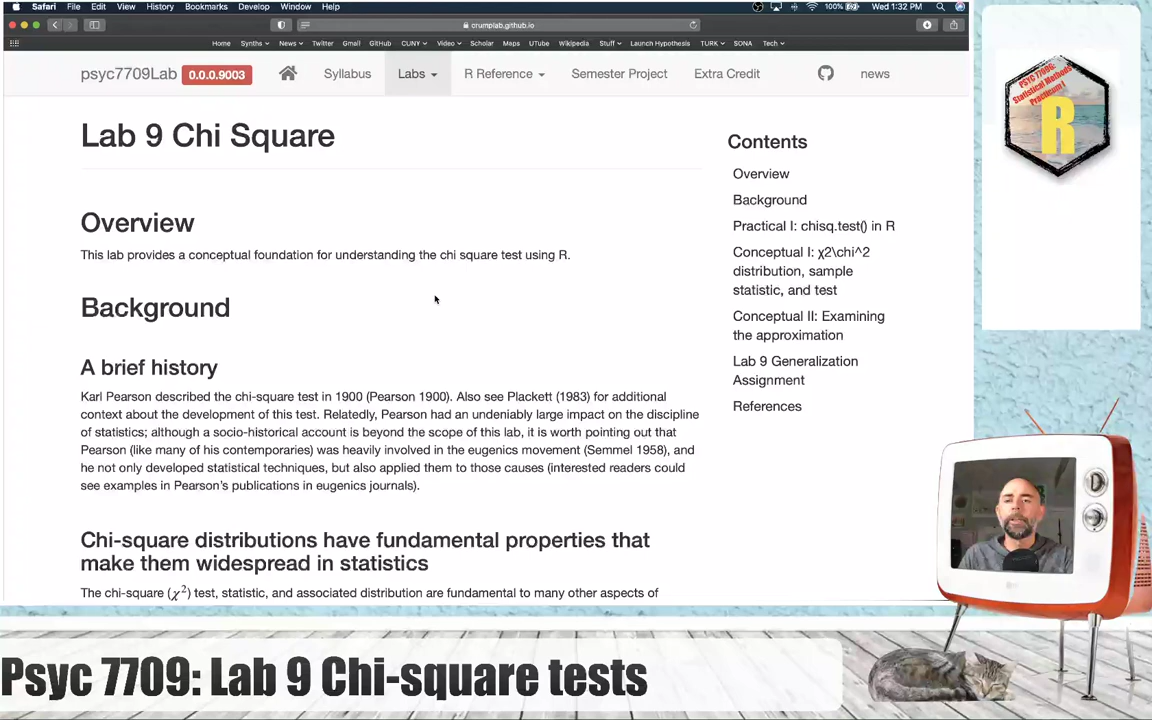 Safari File Edit View History Bookmarks Develop Window Help 100% Wed 1:32 PM
crumplab.github.io
Home Synths News Twitter Gmail GitHub CUNY Video Scholar Maps UTube Wikipedia Stuff Launch Hypothesis TURK SONA Tech
psyc7709Lab 0.0.0.9003 Syllabus Labs R Reference Semester Project Extra Credit news
Lab 9 Chi Square
Overview
This lab provides a conceptual foundation for understanding the chi square test using R.
Background
A brief history
Karl Pearson described the chi-square test in 1900 (Pearson 1900). Also see Plackett (1983) for additional
context about the development of this test. Relatedly, Pearson had an undeniably large impact on the discipline
of statistics; although a socio-historical account is beyond the scope of this lab, it is worth pointing out that
Pearson (like many of his contemporaries) was heavily involved in the eugenics movement (Semmel 1958), and
he not only developed statistical techniques, but also applied them to those causes (interested readers could
see examples in Pearson's publications in eugenics journals).
Chi-square distributions have fundamental properties that
make them widespread in statistics
The chi-square (χ²) test, statistic, and associated distribution are fundamental to many other aspects of
Contents
Overview
Background
Practical I: chisq.test() in R
Conceptual I: χ2\chi^2
distribution, sample
statistic, and test
Conceptual II: Examining
the approximation
Lab 9 Generalization
Assignment
References
PSYC 7709G:
Statistical Methods
Practicum I
R
Psyc 7709: Lab 9 Chi-square tests